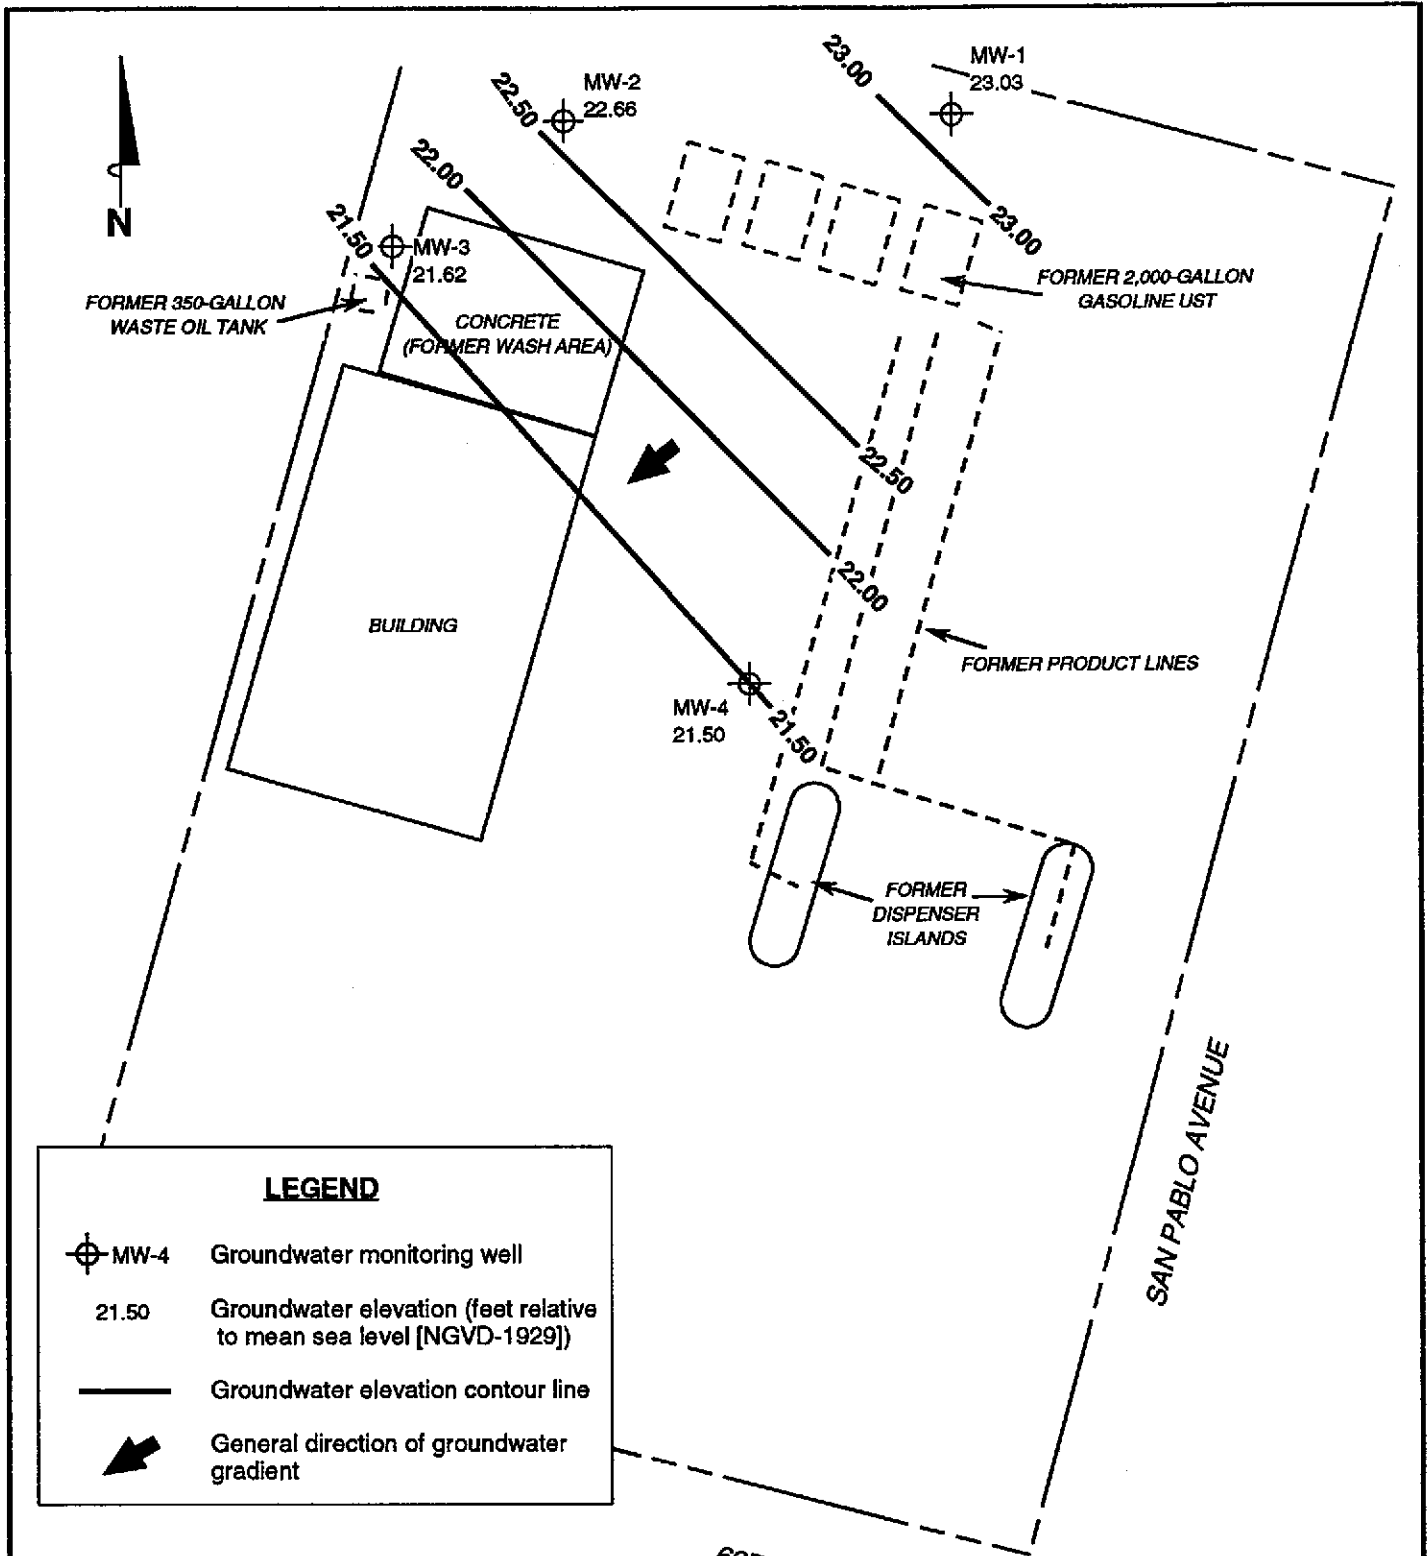 MW-1
23.03
23.00
MW-2
22.66
22.50
22.00
21.50
N
MW-3
21.62
23.00
FORMER 350-GALLON
WASTE OIL TANK
FORMER 2,000-GALLON
GASOLINE UST
CONCRETE
(FORMER WASH AREA)
22.50
22.00
BUILDING
FORMER PRODUCT LINES
MW-4
21.50
21.50
FORMER
DISPENSER
ISLANDS
SAN PABLO AVENUE
LEGEND
MW-4 Groundwater monitoring well
21.50 Groundwater elevation (feet relative
to mean sea level [NGVD-1929])
Groundwater elevation contour line
General direction of groundwater
gradient